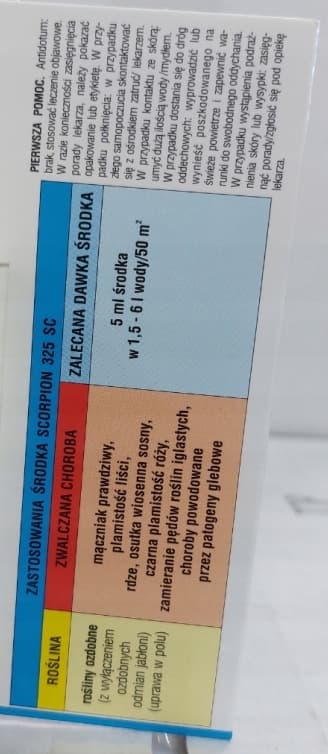 ZASTOSOWANIA ŚRODKA SCORPION 325 SC
ROŚLINA
ZWALCZANA CHOROBA
ZALECANA DAWKA ŚRODKA
rośliny ozdobne
(z wyłączeniem
ozdobnych
odmian jabłoni)
(uprawa w polu)
mączniak prawdziwy,
plamistość liści,
rdze, osutka wiosenna sosny,
czarna plamistość róży,
zamieranie pędów roślin iglastych,
choroby powodowane
przez patogeny glebowe
5 ml środka
w 1,5 - 6 l wody/50 m²
PIERWSZA POMOC. Antidotum:
brak, stosować leczenie objawowe.
W razie konieczności zasięgnięcia
porady lekarza, należy pokazać
opakowanie lub etykietę. W przy-
padku połknięcia: w przypadku
złego samopoczucia skontaktować
się z ośrodkiem zatruć/ lekarzem.
W przypadku kontaktu ze skórą:
umyć dużą ilością wody /mydłem.
W przypadku dostania się do dróg
oddechowych: wyprowadzić lub
wynieść poszkodowanego na
świeże powietrze i zapewnić wa-
runki do swobodnego oddychania.
W przypadku wystąpienia podraż-
nienia skóry lub wysypki: zasięg-
nąć porady/zgłosić się pod opiekę
lekarza.